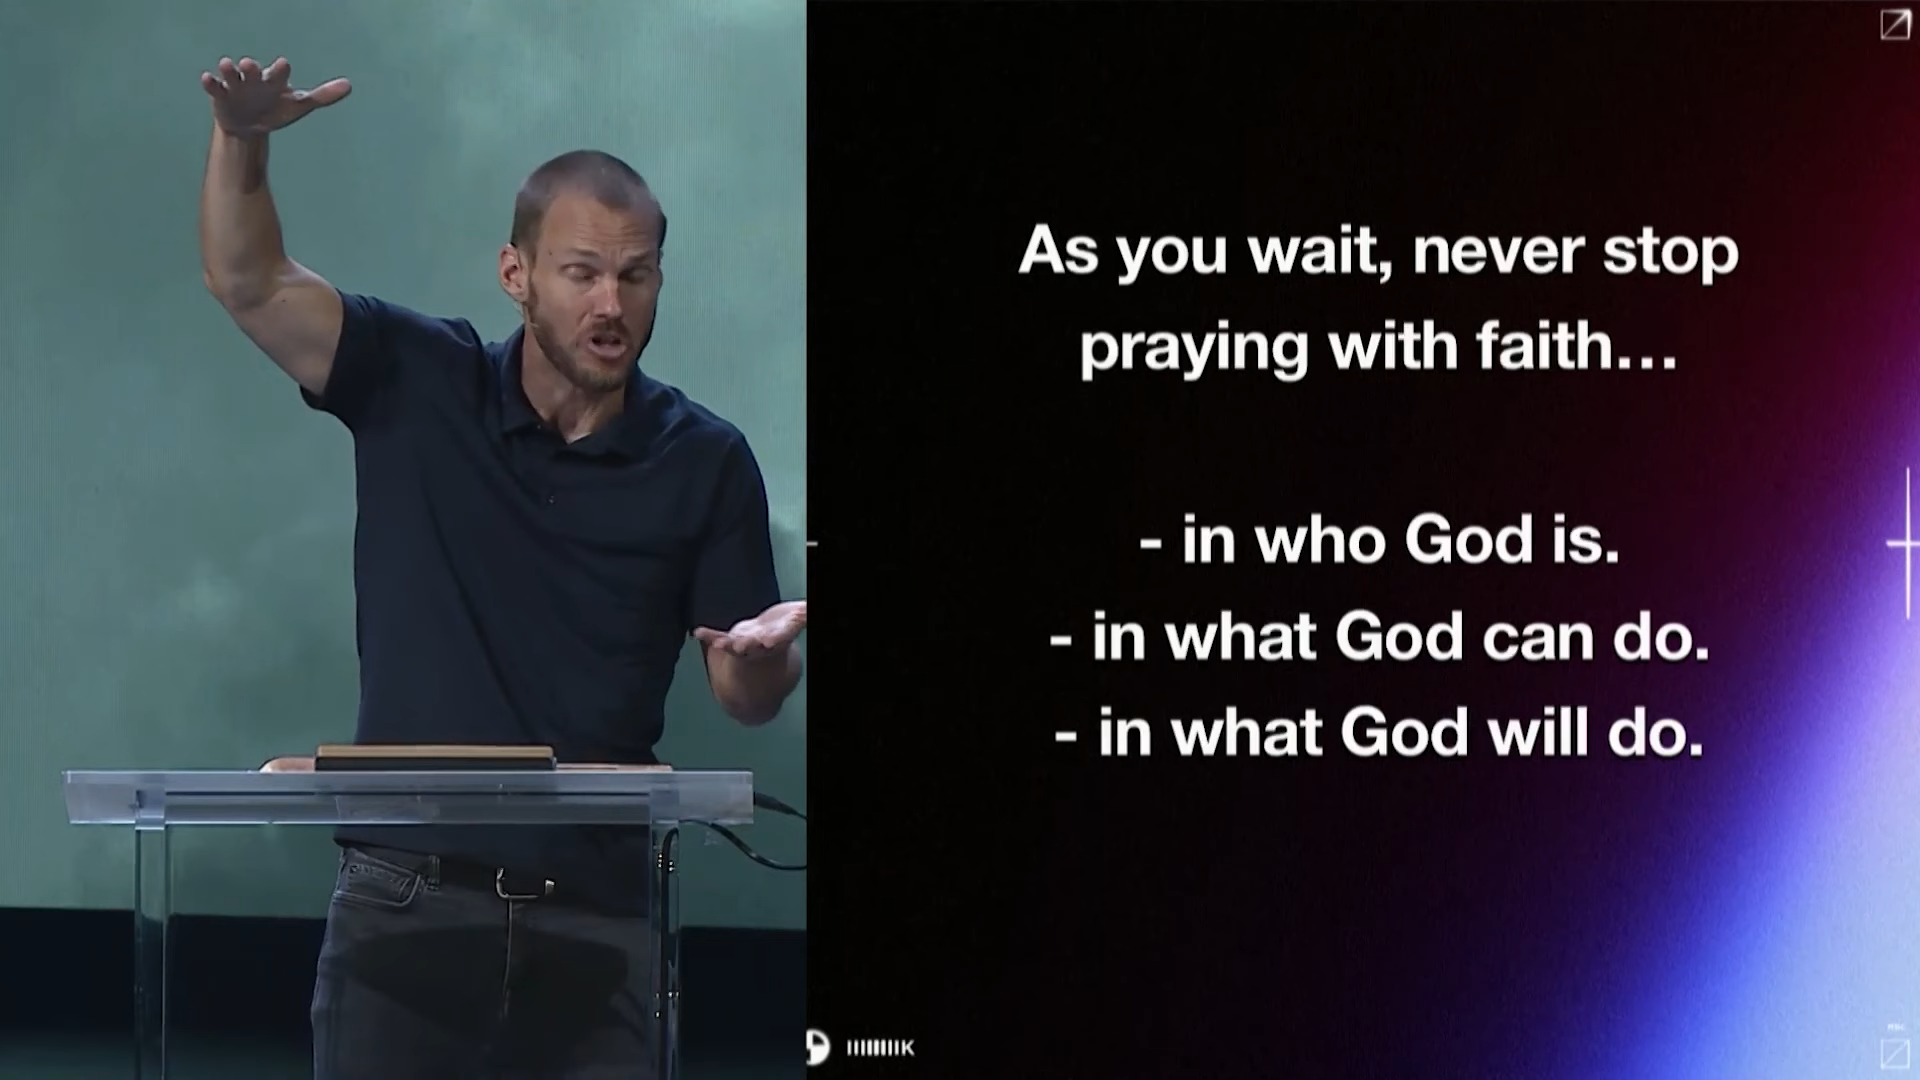 As you wait, never stop
praying with faith…
- in who God is.
- in what God can do.
- in what God will do.